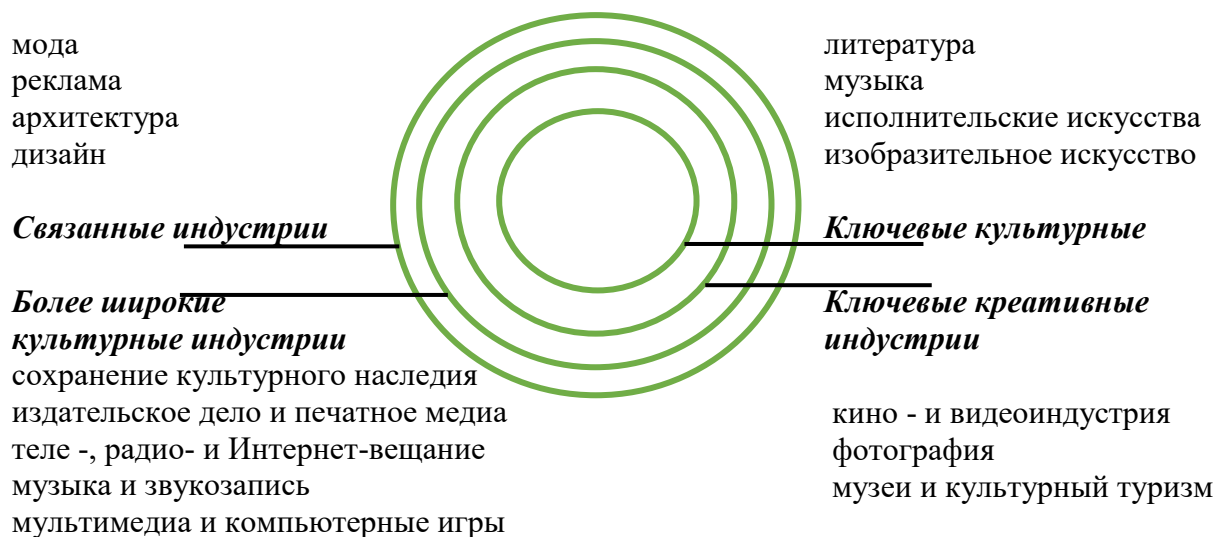 мода
реклама
архитектура
дизайн
Связанные индустрии
Более широкие
культурные индустрии
сохранение культурного наследия
издательское дело и печатное медиа
теле -, радио- и Интернет-вещание
музыка и звукозапись
мультимедиа и компьютерные игры
литература
музыка
исполнительские искусства
изобразительное искусство
Ключевые культурные
Ключевые креативные
индустрии
кино - и видеоиндустрия
фотография
музеи и культурный туризм